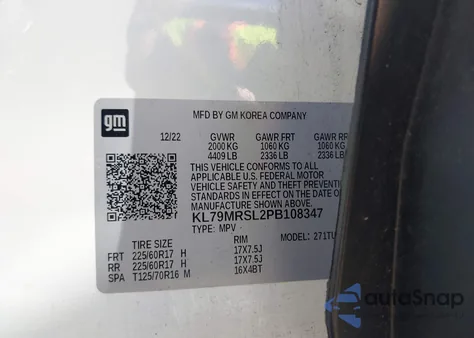 gm
MFD BY GM KOREA COMPANY
12/22 GVWR GAWR FRT GAWR RR
2000 KG 1060 KG 1060 KG
4409 LB 2336 LB 2336 LB
THIS VEHICLE CONFORMS TO ALL
APPLICABLE U.S. FEDERAL MOTOR
VEHICLE SAFETY, BUMPER, AND THEFT PREVENTION
STANDARDS IN EFFECT ON THE DATE OF
MANUFACTURE SHOWN ABOVE.
KL79MRSL2PB108347
TYPE: MPV MODEL: 271TU
TIRE SIZE RIM
FRT 225/60R17 H 17X7.5J
RR 225/60R17 H 17X7.5J
SPA T125/70R16 M 16X4BT
AutoSnap